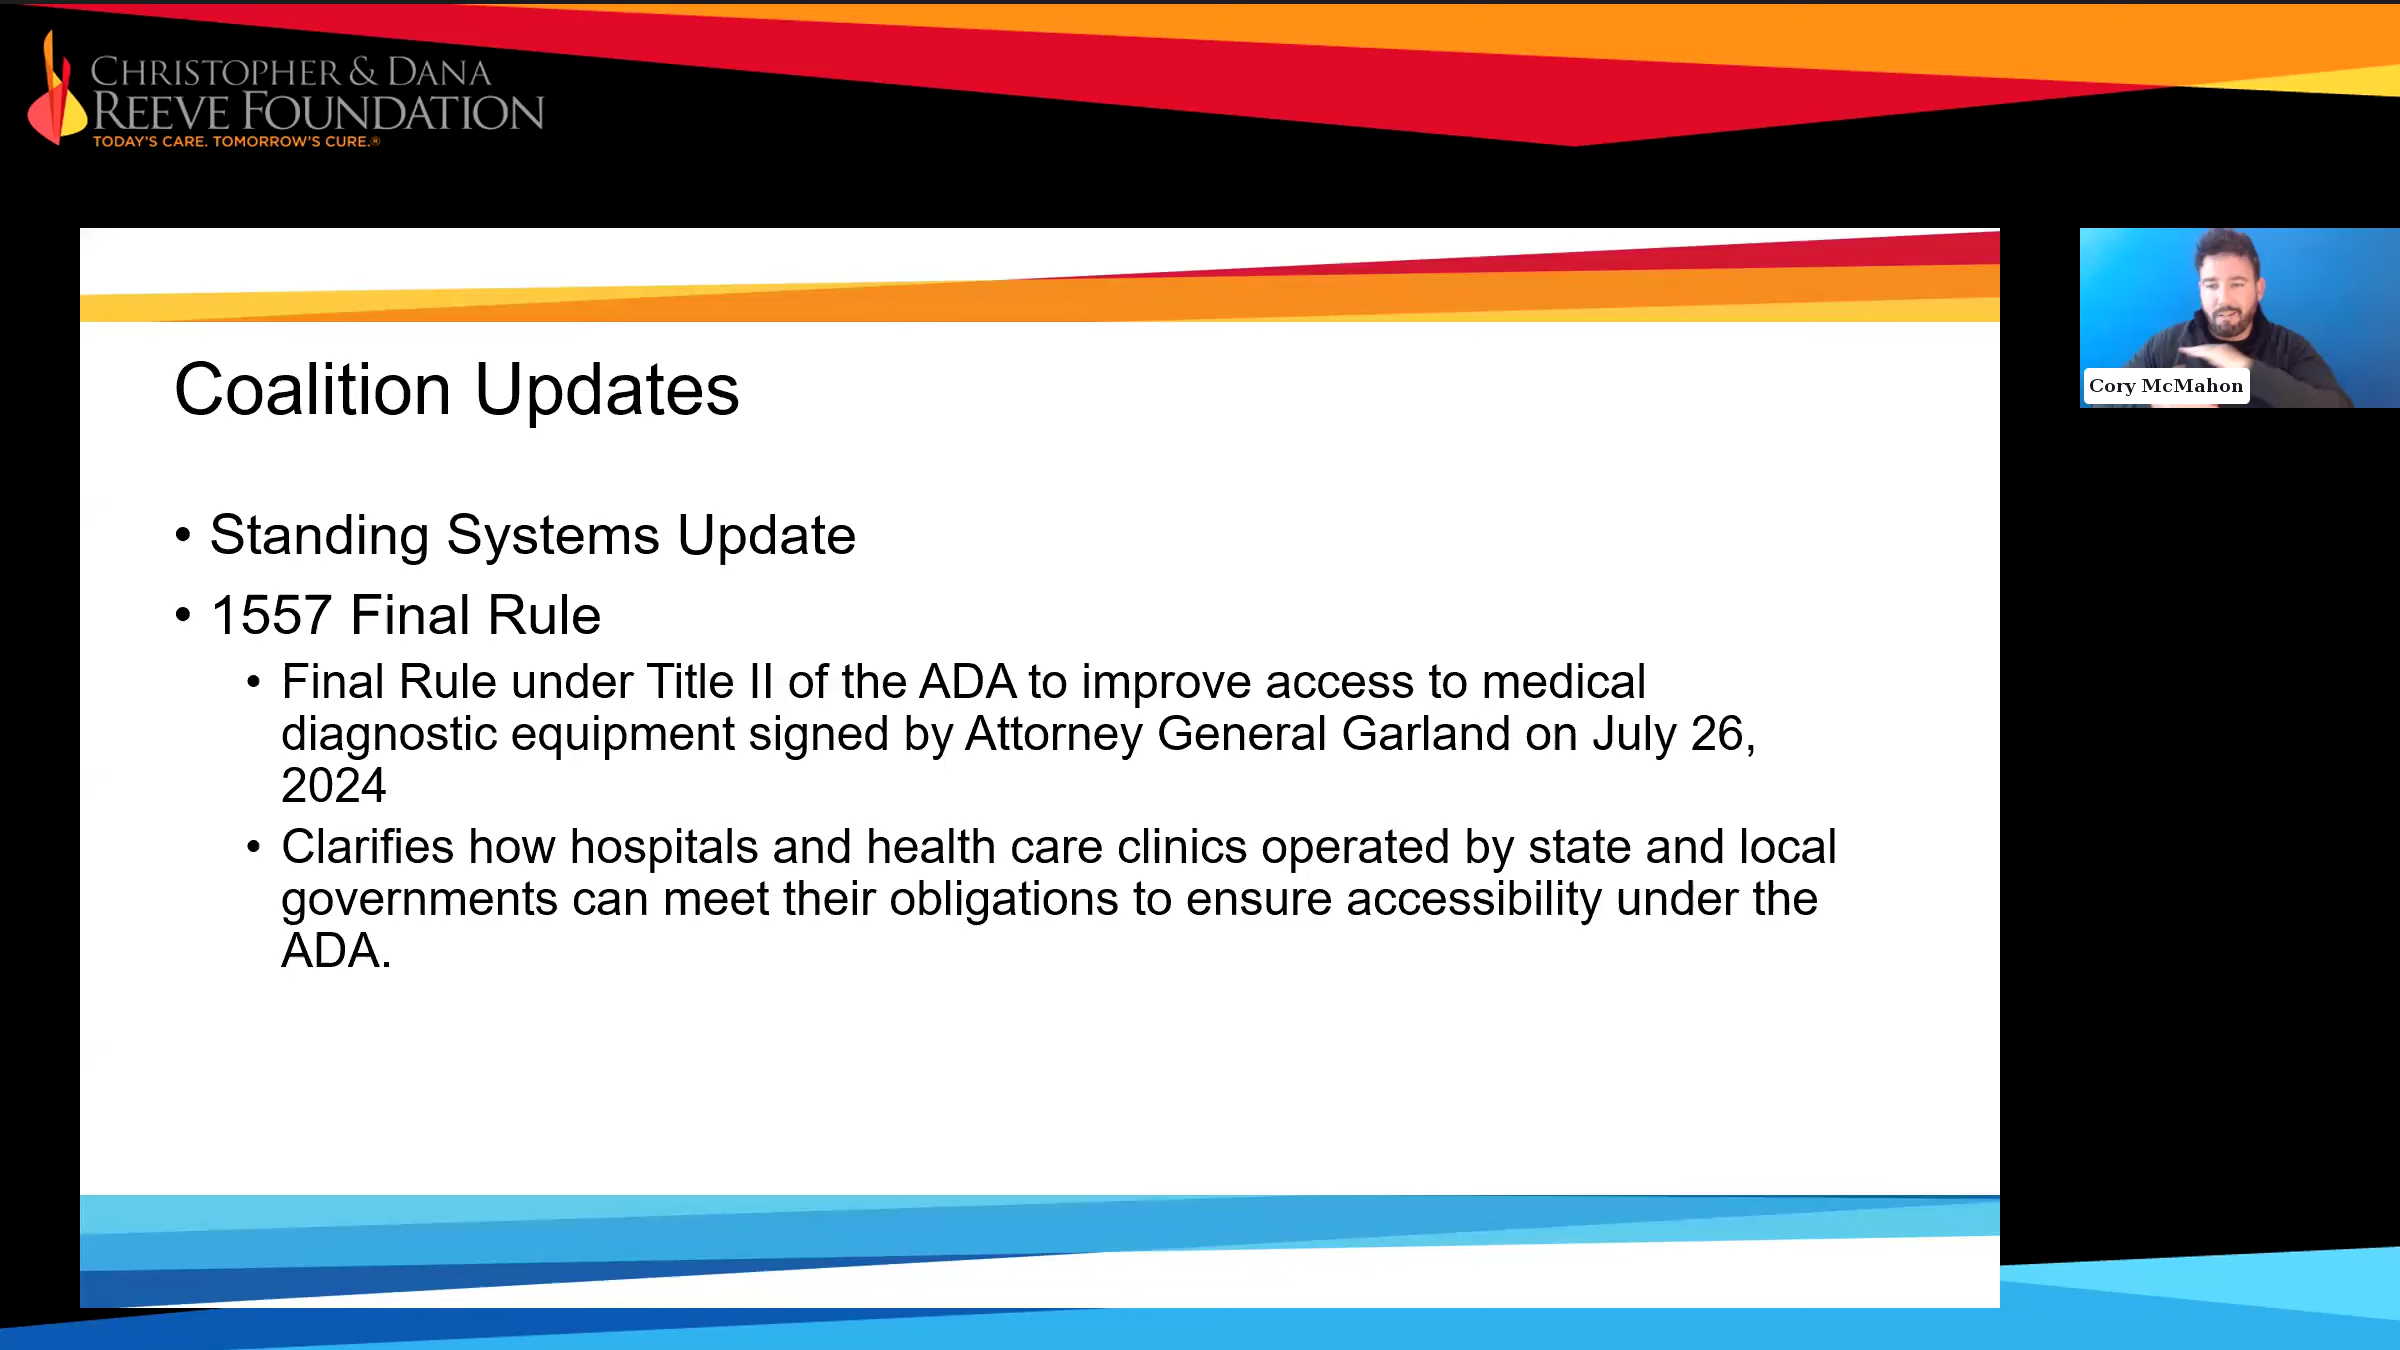 CHRISTOPHER & DANA
REEVE FOUNDATION
TODAY'S CARE. TOMORROW'S CURE.®
Cory McMahon
Coalition Updates
• Standing Systems Update
• 1557 Final Rule
• Final Rule under Title II of the ADA to improve access to medical
diagnostic equipment signed by Attorney General Garland on July 26,
2024
• Clarifies how hospitals and health care clinics operated by state and local
governments can meet their obligations to ensure accessibility under the
ADA.